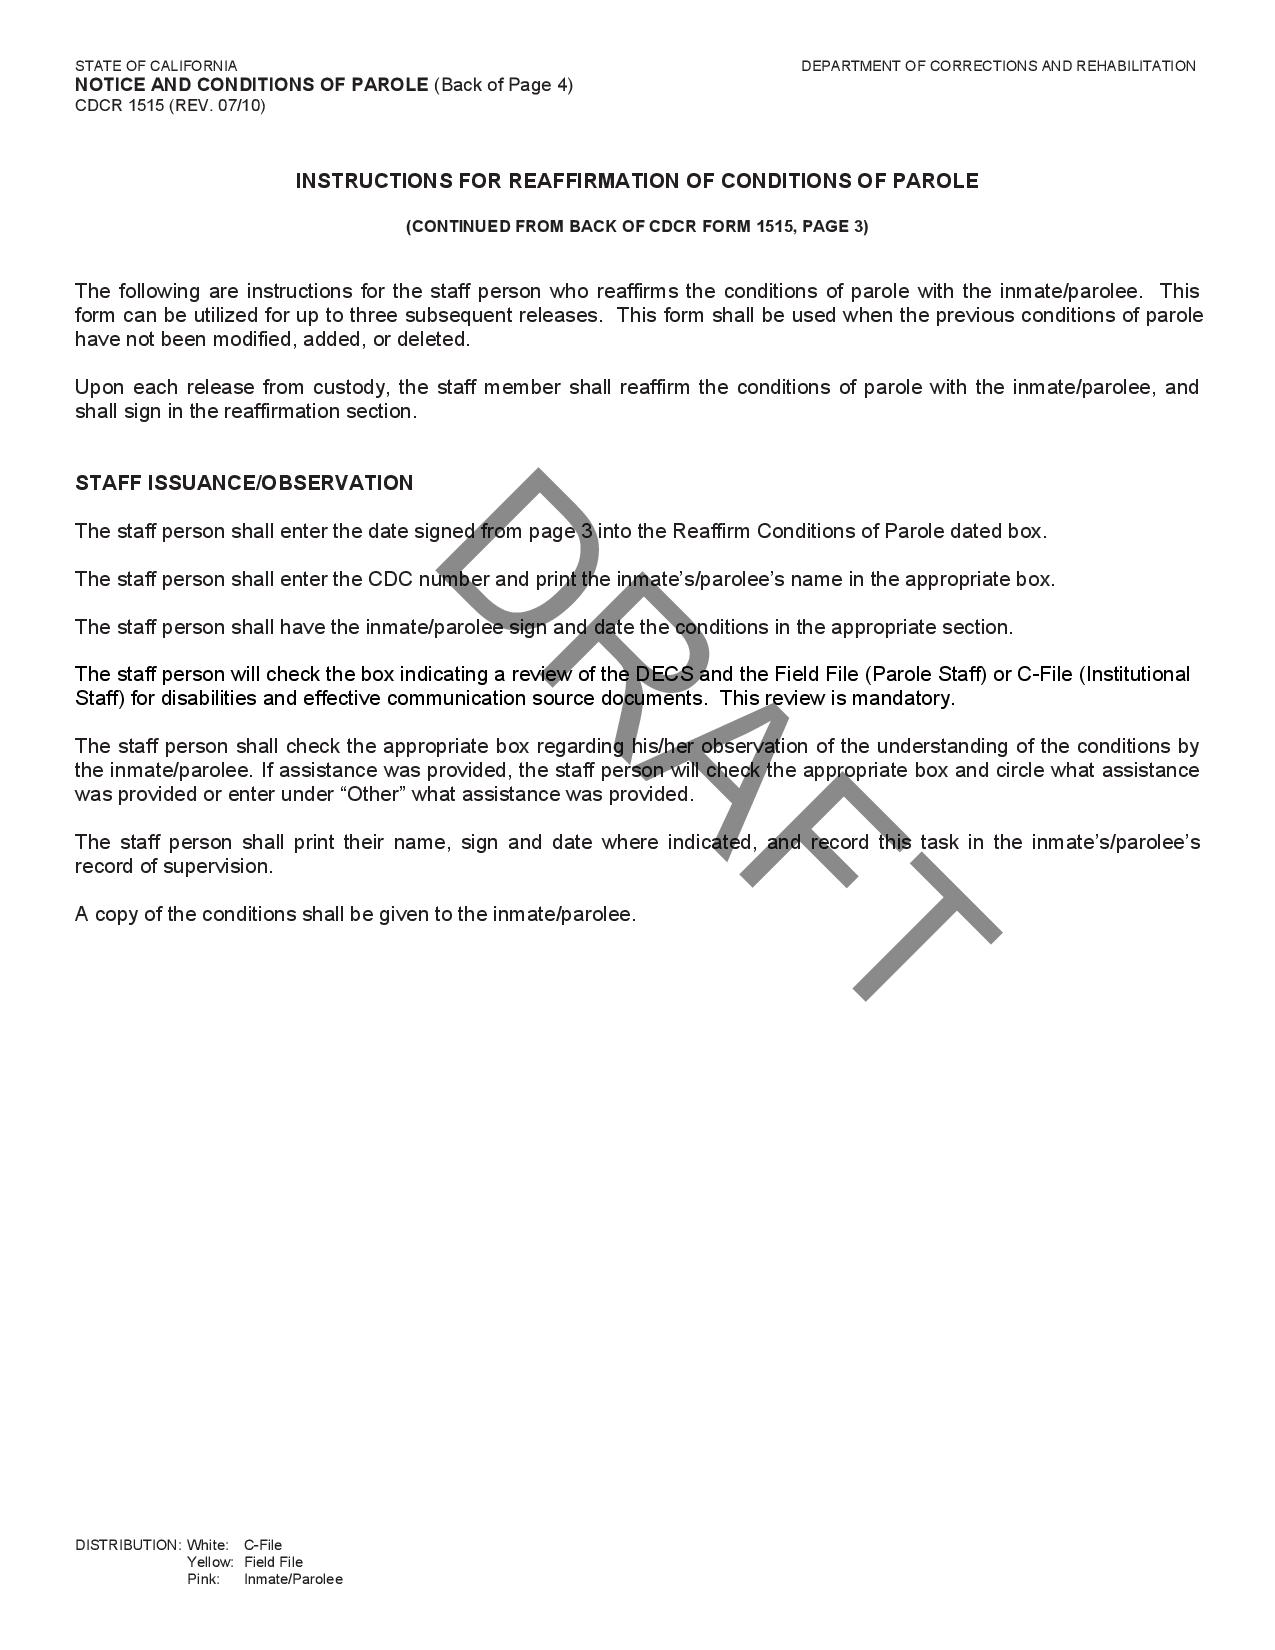 STATE OF CALIFORNIA
DEPARTMENT OF CORRECTIONS AND REHABILITATION
NOTICE AND CONDITIONS OF PAROLE (Back of Page 4)
CDCR 1515 (REV. 07/10)
INSTRUCTIONS FOR REAFFIRMATION OF CONDITIONS OF PAROLE
(CONTINUED FROM BACK OF CDCR FORM 1515, PAGE 3)
The following are instructions for the staff person who reaffirms the conditions of parole with the inmate/parolee. This
form can be utilized for up to three subsequent releases. This form shall be used when the previous conditions of parole
have not been modified, added, or deleted.
Upon each release from custody, the staff member shall reaffirm the conditions of parole with the inmate/parolee, and
shall sign in the reaffirmation section.
STAFF ISSUANCE/OBSERVATION
The staff person shall enter the date signed from page 3 into the Reaffirm Conditions of Parole dated box.
The staff person shall enter the CDC number and print the inmate's/parolee's name in the appropriate box.
The staff person shall have the inmate/parolee sign and date the conditions in the appropriate section.
The staff person will check the box indicating a review of the DECS and the Field File (Parole Staff) or C-File (Institutional
Staff) for disabilities and effective communication source documents. This review is mandatory.
The staff person shall check the appropriate box regarding his/her observation of the understanding of the conditions by
the inmate/parolee. If assistance was provided, the staff person will check the appropriate box and circle what assistance
was provided or enter under “Other” what assistance was provided.
The staff person shall print their name, sign and date where indicated, and record this task in the inmate's/parolee's
record of supervision.
A copy of the conditions shall be given to the inmate/parolee.
DRAFT
DISTRIBUTION: White: C-File
Yellow: Field File
Pink: Inmate/Parolee